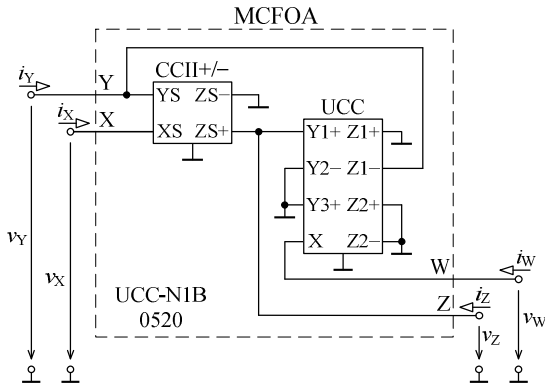 MCFOA
iY
Y
CCII+/−
iX
X
YS ZS−
XS ZS+
UCC
Y1+ Z1+
Y2− Z1−
Y3+ Z2+
X Z2−
vY
vX
W
iW
UCC-N1B
0520
Z
iZ
vZ
vW